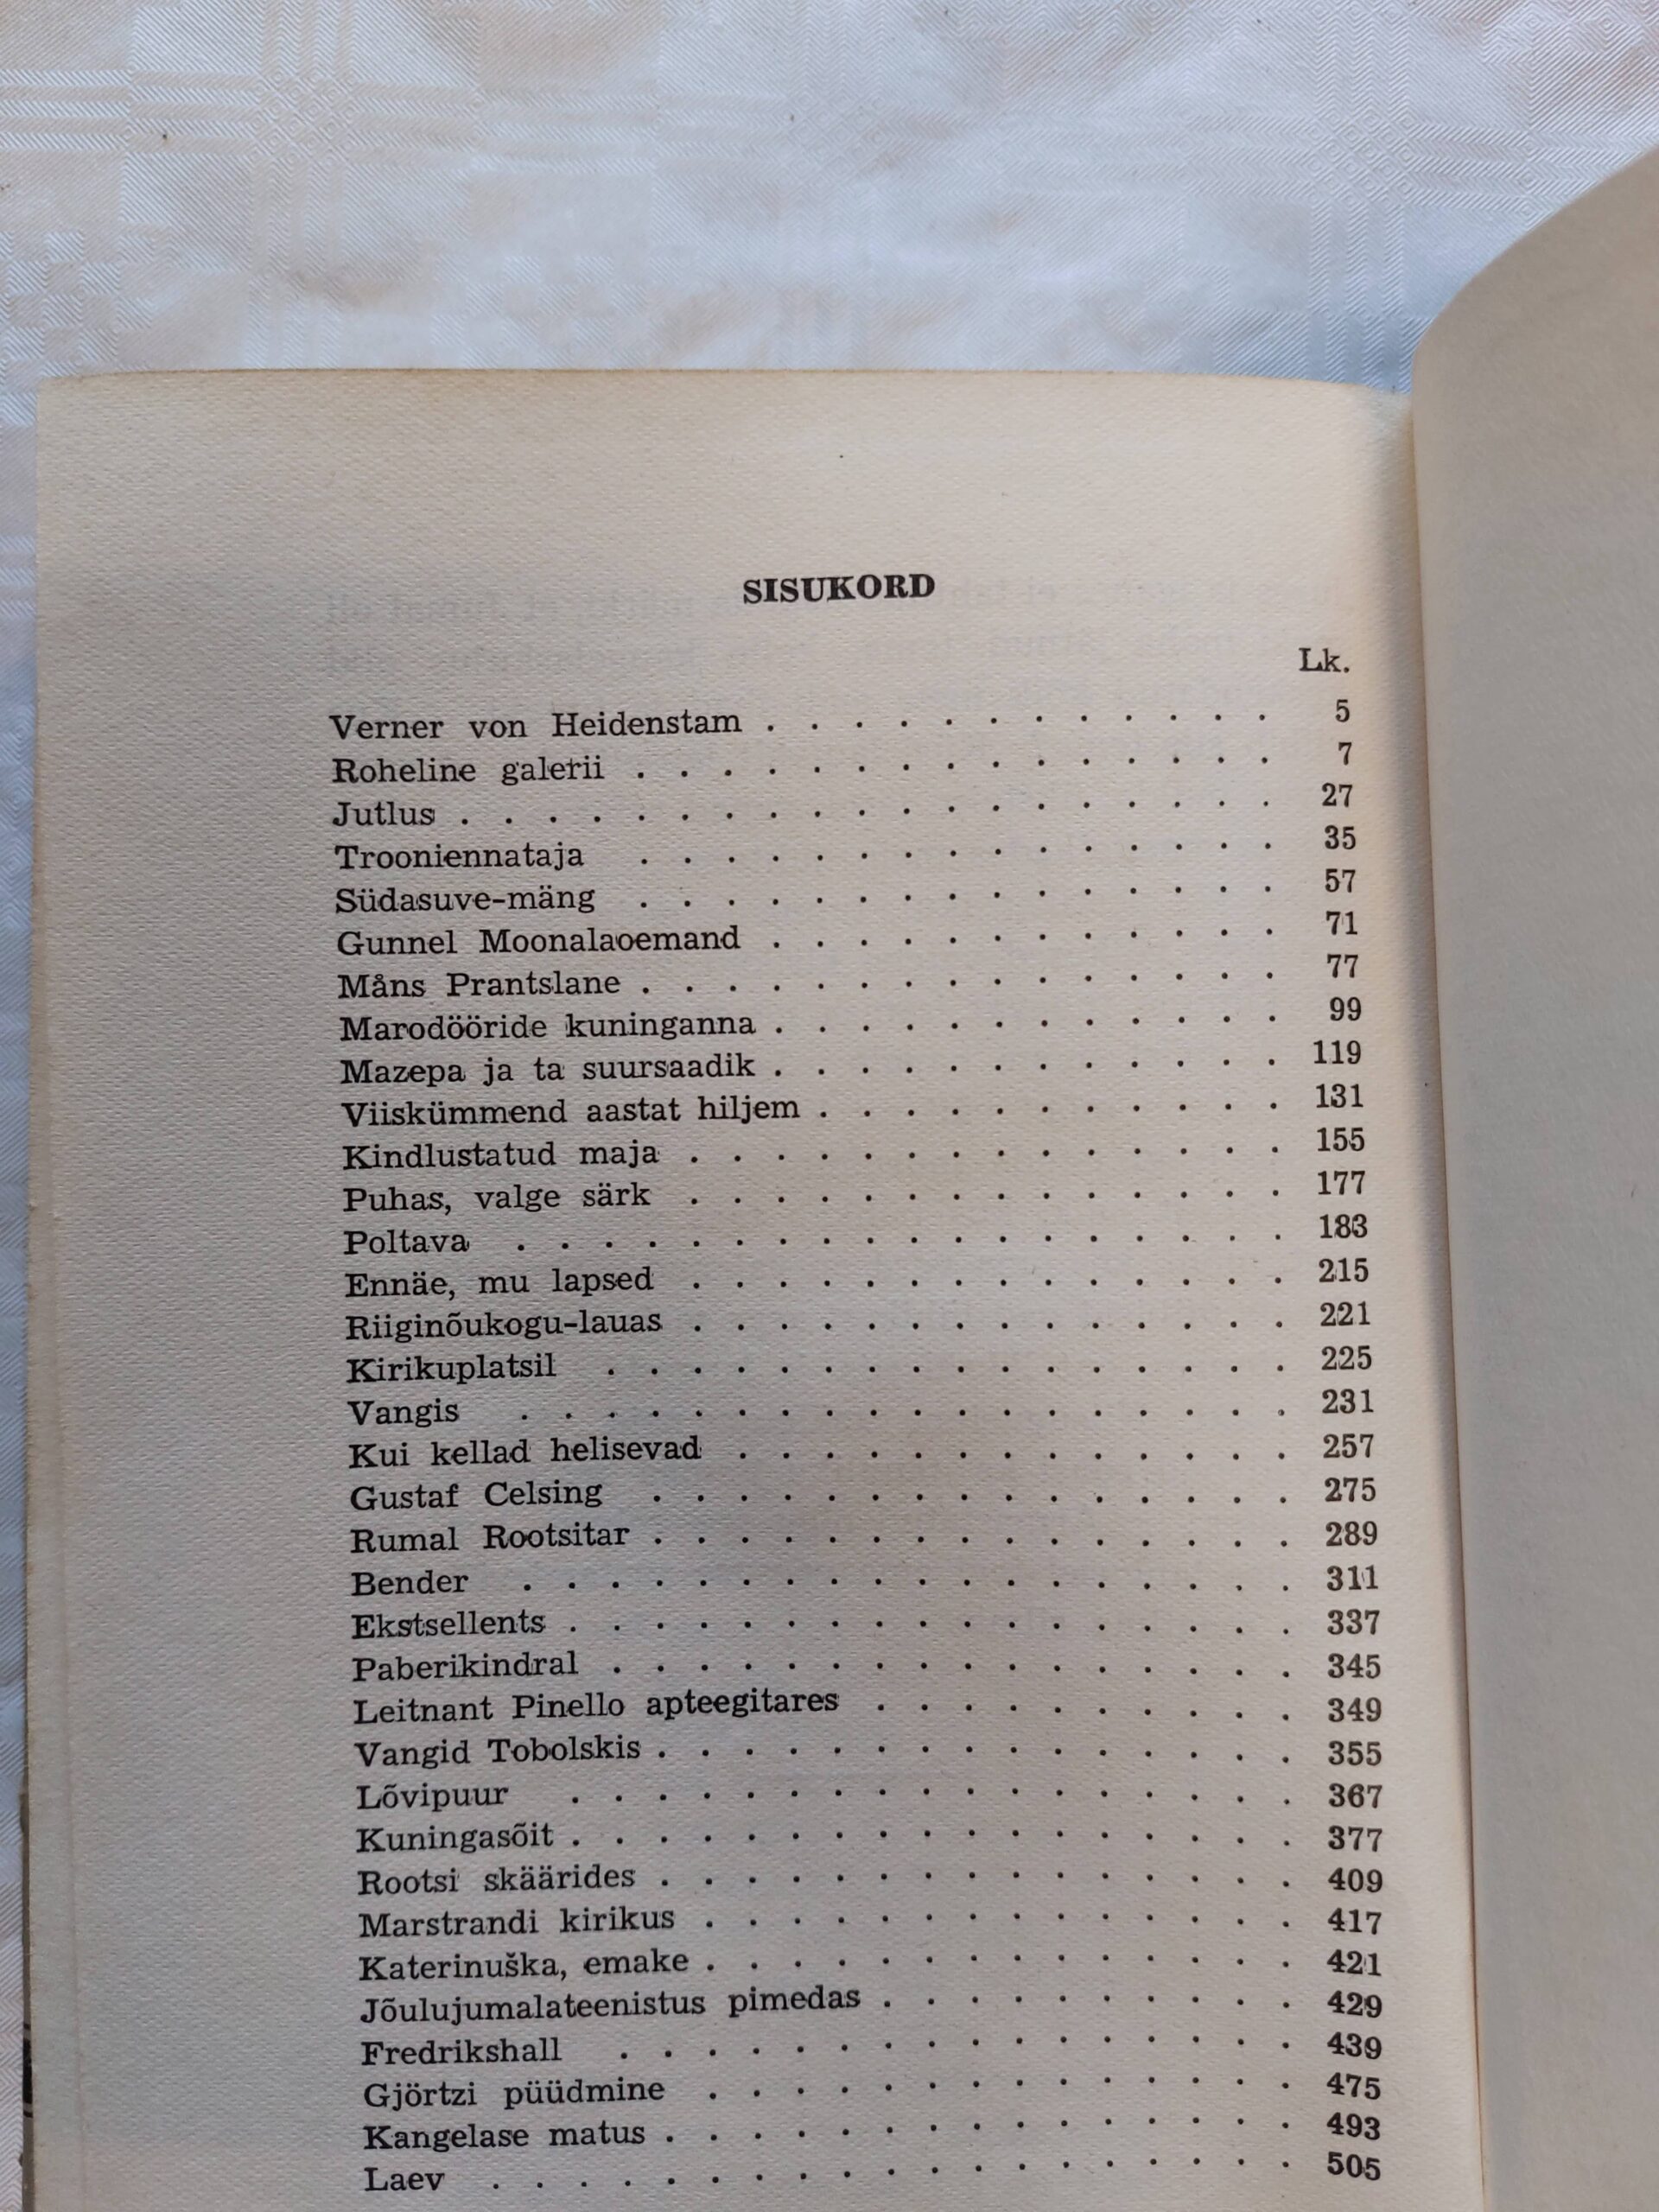 SISUKORD
Lk.
Verner von Heidenstam . . . . . . . . . . . . 5
Roheline galerii . . . . . . . . . . . . . . . 7
Jutlus . . . . . . . . . . . . . . . . . . . 27
Trooniennataja . . . . . . . . . . . . . . . 35
Südasuve-mäng . . . . . . . . . . . . . . . 57
Gunnel Moonalaoemand . . . . . . . . . . . . 71
Måns Prantslane . . . . . . . . . . . . . . . 77
Marodööride kuninganna . . . . . . . . . . . . 99
Mazepa ja ta suursaadik . . . . . . . . . . . . 119
Viiskümmend aastat hiljem . . . . . . . . . . . 131
Kindlustatud maja . . . . . . . . . . . . . . 155
Puhas, valge särk . . . . . . . . . . . . . . 177
Poltava . . . . . . . . . . . . . . . . . . 183
Ennäe, mu lapsed . . . . . . . . . . . . . . 215
Riiginõukogu-lauas . . . . . . . . . . . . . . 221
Kirikuplatsil . . . . . . . . . . . . . . . . 225
Vangis . . . . . . . . . . . . . . . . . . 231
Kui kellad helisevad . . . . . . . . . . . . . 257
Gustaf Celsing . . . . . . . . . . . . . . . 275
Rumal Rootsitar . . . . . . . . . . . . . . . 289
Bender . . . . . . . . . . . . . . . . . . 311
Ekstsellents . . . . . . . . . . . . . . . . . 337
Paberikindral . . . . . . . . . . . . . . . . 345
Leitnant Pinello apteegitares . . . . . . . . . . 349
Vangid Tobolskis . . . . . . . . . . . . . . . 355
Lõvipuur . . . . . . . . . . . . . . . . . 367
Kuningasõit . . . . . . . . . . . . . . . . . 377
Rootsi skäärides . . . . . . . . . . . . . . . 409
Marstrandi kirikus . . . . . . . . . . . . . . 417
Katerinuška, emake . . . . . . . . . . . . . . 421
Jõulujumalateenistus pimedas . . . . . . . . . . 429
Fredrikshall . . . . . . . . . . . . . . . . 439
Gjörtzi püüdmine . . . . . . . . . . . . . . 475
Kangelase matus . . . . . . . . . . . . . . . 493
Laev . . . . . . . . . . . . . . . . . . . 505